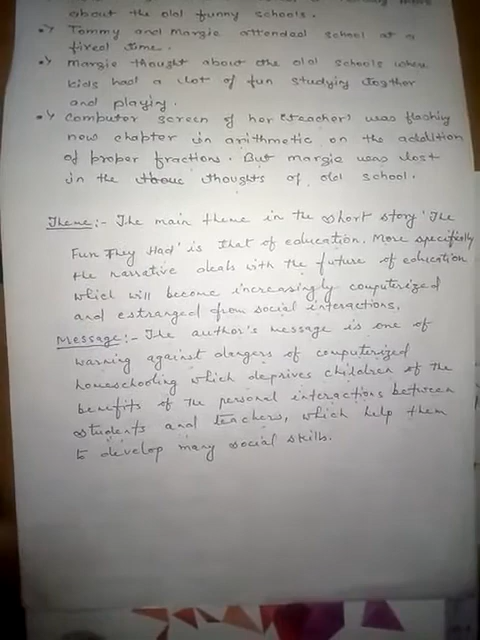 about the old funny schools.
Tommy and Margie attended school at a
fixed time.
Margie thought about the old schools when
kids had a lot of fun studying together
and playing.
Computer screen of her 'teacher' was flashing
new chapter in arithmetic on the addition
of proper fractions. But margie was lost
in the thoughts of old school.
Theme:- The main theme in the short story 'The
Fun They Had' is that of education. More specifically
the narrative deals with the future of education
which will become increasingly computerized
and estranged from social interactions.
Message:- The author's message is one of
warning against dangers of computerized
homeschooling which deprives children of the
benefits of the personal interactions between
students and teachers, which help them
to develop many social skills.